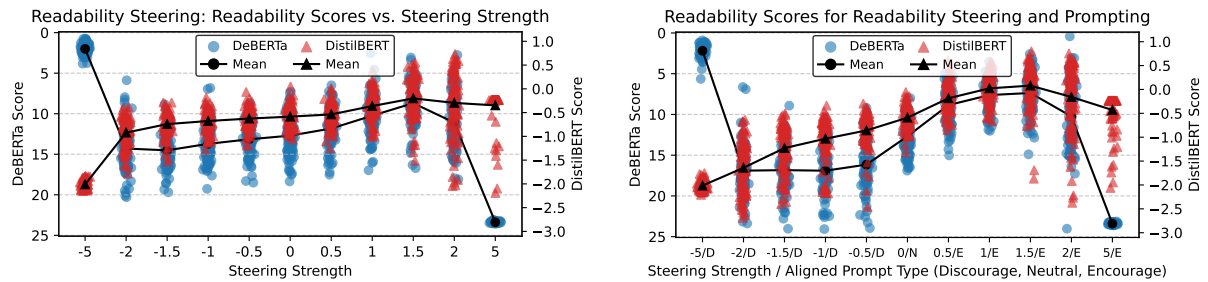 Readability Steering: Readability Scores vs. Steering Strength
DeBERTa DistilBERT
Mean Mean
DeBERTa Score
0
5
10
15
20
25
DistilBERT Score
1.0
0.5
0.0
−0.5
−1.0
−1.5
−2.0
−2.5
−3.0
-5 -2 -1.5 -1 -0.5 0 0.5 1 1.5 2 5
Steering Strength
Readability Scores for Readability Steering and Prompting
DeBERTa DistilBERT
Mean Mean
DeBERTa Score
0
5
10
15
20
25
DistilBERT Score
1.0
0.5
0.0
−0.5
−1.0
−1.5
−2.0
−2.5
−3.0
-5/D -2/D -1.5/D -1/D -0.5/D 0/N 0.5/E 1/E 1.5/E 2/E 5/E
Steering Strength / Aligned Prompt Type (Discourage, Neutral, Encourage)